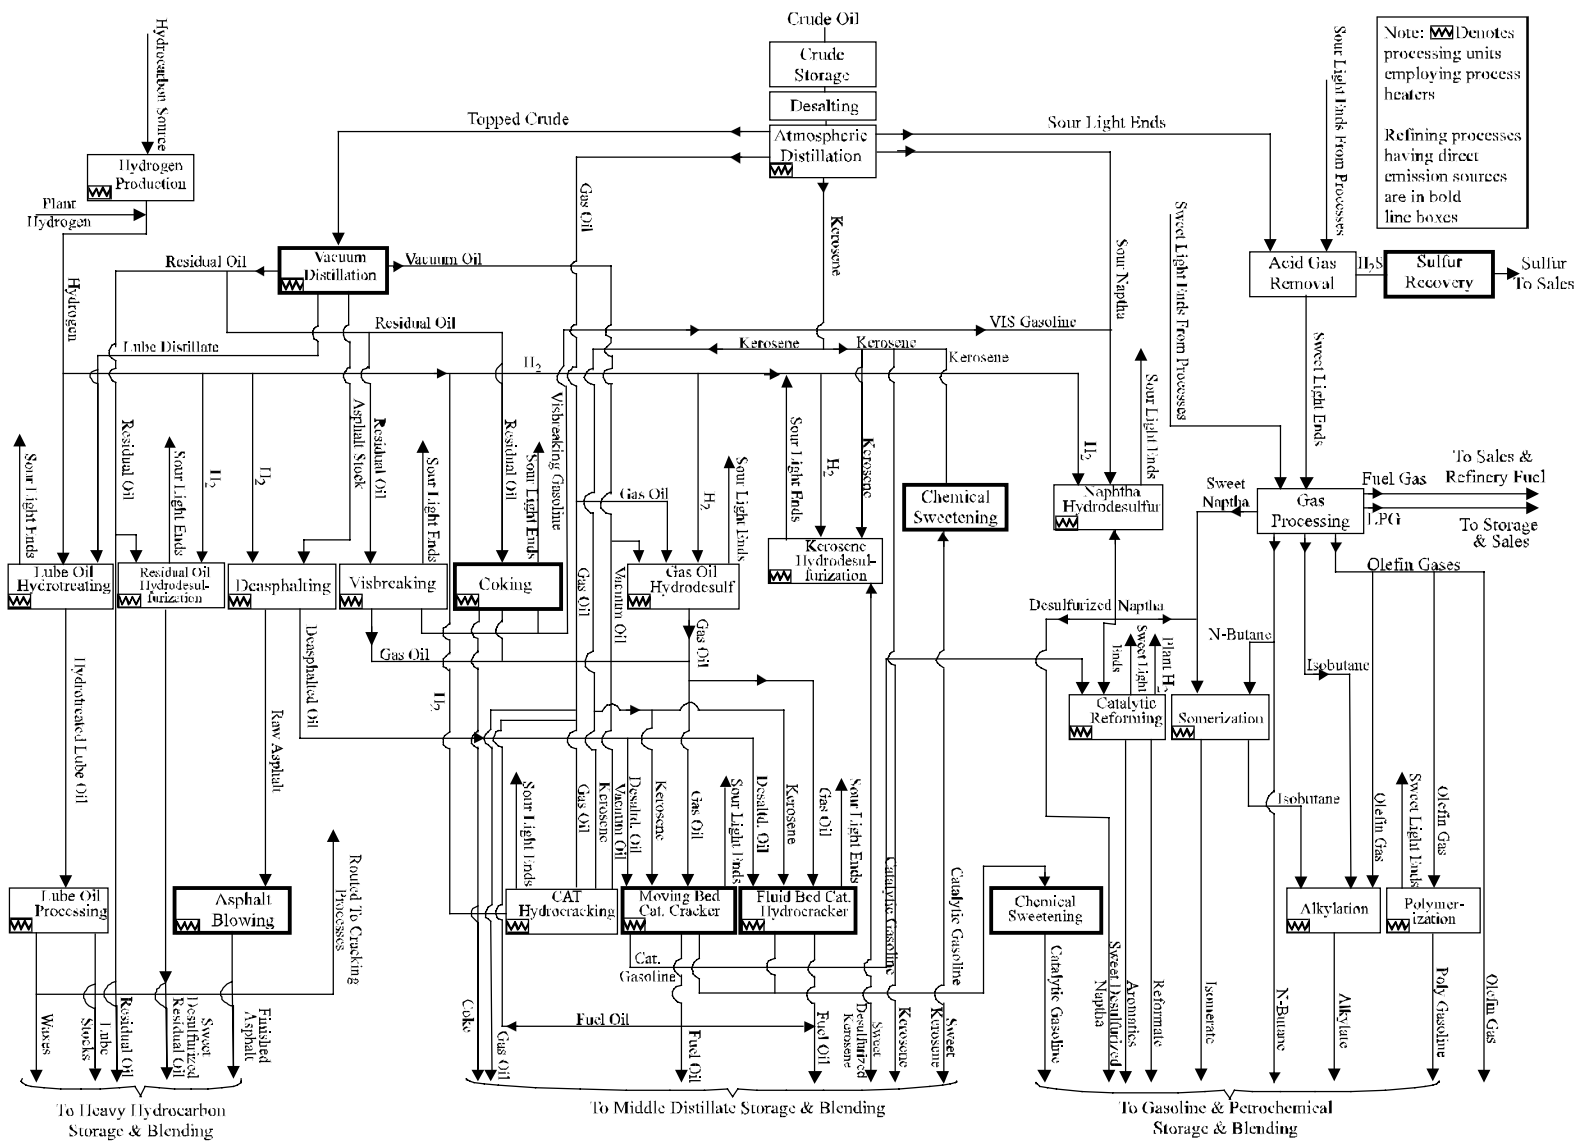 Crude Oil
Crude
Storage
Desalting
Atmospheric
Distillation
Note: Denotes
processing units
employing process
heaters
Refining processes
having direct
emission sources
are in bold
line boxes
Hydrocarbon Source
Hydrogen
Production
Plant
Hydrogen
Hydrogen
Topped Crude
Gas Oil
Kerosene
Sour Light Ends
Sour Naptha
Sour Light Ends From Processes
Sweet Light Ends From Processes
Acid Gas
Removal
H2S
Sulfur
Recovery
Sulfur
To Sales
Residual Oil
Vacuum
Distillation
Vacuum Oil
Residual Oil
Lube Distillate
VIS Gasoline
Kerosene
Kerosene
Kerosene
H2
Sweet Light Ends
Sour Light Ends
Residual Oil
Sour Light Ends
H2
H2
Asphalt Stock
Residual Oil
Sour Light Ends
Residual Oil
Sour Light Ends
Visbreaking Gasoline
Gas Oil
H2
Sour Light Ends
Sour Light Ends
H2
Kerosene
Chemical
Sweetening
H2
Sour Light Ends
Naphtha
Hydrodesulfur
Sweet
Naptha
Gas
Processing
Fuel Gas
To Sales &
Refinery Fuel
LPG
To Storage
& Sales
Olefin Gases
Lube Oil
Hydrotreating
Residual Oil
Hydrodesul-
furization
Deasphalting
Visbreaking
Coking
Gas Oil
Vacuum Oil
Gas Oil
Hydrodesulf
Kerosene
Hydrodesul-
furization
Desulfurized Naptha
N-Butane
Isobutane
Gas Oil
Gas Oil
Hydrotreated Lube Oil
Raw Asphalt
Deasphalted Oil
H2
Sweet Light
Ends
Plant H2
Catalytic
Reforming
Somerization
Isobutane
Olefin Gas
Sweet Light Ends
Olefin Gas
Sour Light Ends
Gas Oil
Kerosene
Vacuum Oil
Desaltd. Oil
Kerosene
Gas Oil
Sour Light Ends
Desaltd. Oil
Kerosene
Gas Oil
Sour Light Ends
Catalytic Gasoline
Catalytic Gasoline
Lube Oil
Processing
Asphalt
Blowing
Routed To Cracking
Processes
CAT
Hydrocracking
Moving Bed
Cat. Cracker
Fluid Bed Cat.
Hydrocracker
Chemical
Sweetening
Alkylation
Polymer-
ization
Cat.
Gasoline
Fuel Oil
Waxes
Lube
Stocks
Residual Oil
Sweet
Desulfurized
Residual Oil
Finished
Asphalt
Coke
Gas Oil
Fuel Oil
Fuel Oil
Sweet
Desulfurized
Kerosene
Kerosene
Sweet
Kerosene
Catalytic Gasoline
Sweet Desulfurized
Naptha
Aromatics
Reformate
Isomerate
N-Butane
Alkylate
Poly Gasoline
Olefin Gas
To Heavy Hydrocarbon
Storage & Blending
To Middle Distillate Storage & Blending
To Gasoline & Petrochemical
Storage & Blending